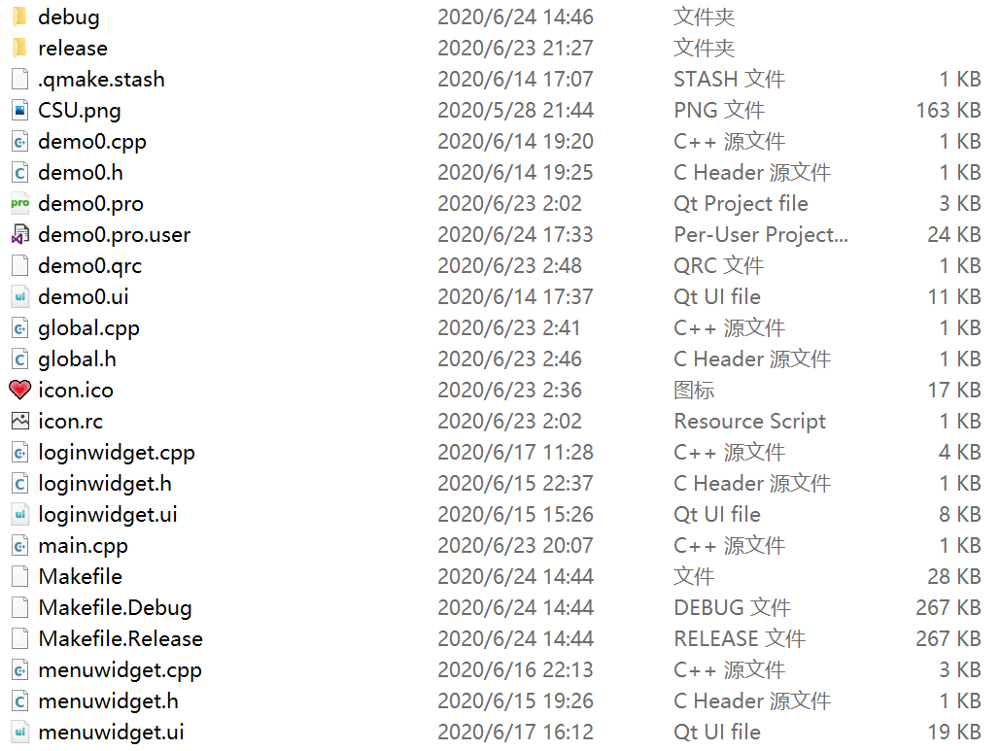 debug 2020/6/24 14:46 文件夹
release 2020/6/23 21:27 文件夹
.qmake.stash 2020/6/14 17:07 STASH 文件 1 KB
CSU.png 2020/5/28 21:44 PNG 文件 163 KB
demo0.cpp 2020/6/14 19:20 C++ 源文件 1 KB
demo0.h 2020/6/14 19:25 C Header 源文件 1 KB
demo0.pro 2020/6/23 2:02 Qt Project file 3 KB
demo0.pro.user 2020/6/24 17:33 Per-User Project... 24 KB
demo0.qrc 2020/6/23 2:48 QRC 文件 1 KB
demo0.ui 2020/6/14 17:37 Qt UI file 11 KB
global.cpp 2020/6/23 2:41 C++ 源文件 1 KB
global.h 2020/6/23 2:46 C Header 源文件 1 KB
icon.ico 2020/6/23 2:36 图标 17 KB
icon.rc 2020/6/23 2:02 Resource Script 1 KB
loginwidget.cpp 2020/6/17 11:28 C++ 源文件 4 KB
loginwidget.h 2020/6/15 22:37 C Header 源文件 1 KB
loginwidget.ui 2020/6/15 15:26 Qt UI file 8 KB
main.cpp 2020/6/23 20:07 C++ 源文件 1 KB
Makefile 2020/6/24 14:44 文件 28 KB
Makefile.Debug 2020/6/24 14:44 DEBUG 文件 267 KB
Makefile.Release 2020/6/24 14:44 RELEASE 文件 267 KB
menuwidget.cpp 2020/6/16 22:13 C++ 源文件 3 KB
menuwidget.h 2020/6/15 19:26 C Header 源文件 1 KB
menuwidget.ui 2020/6/17 16:12 Qt UI file 19 KB